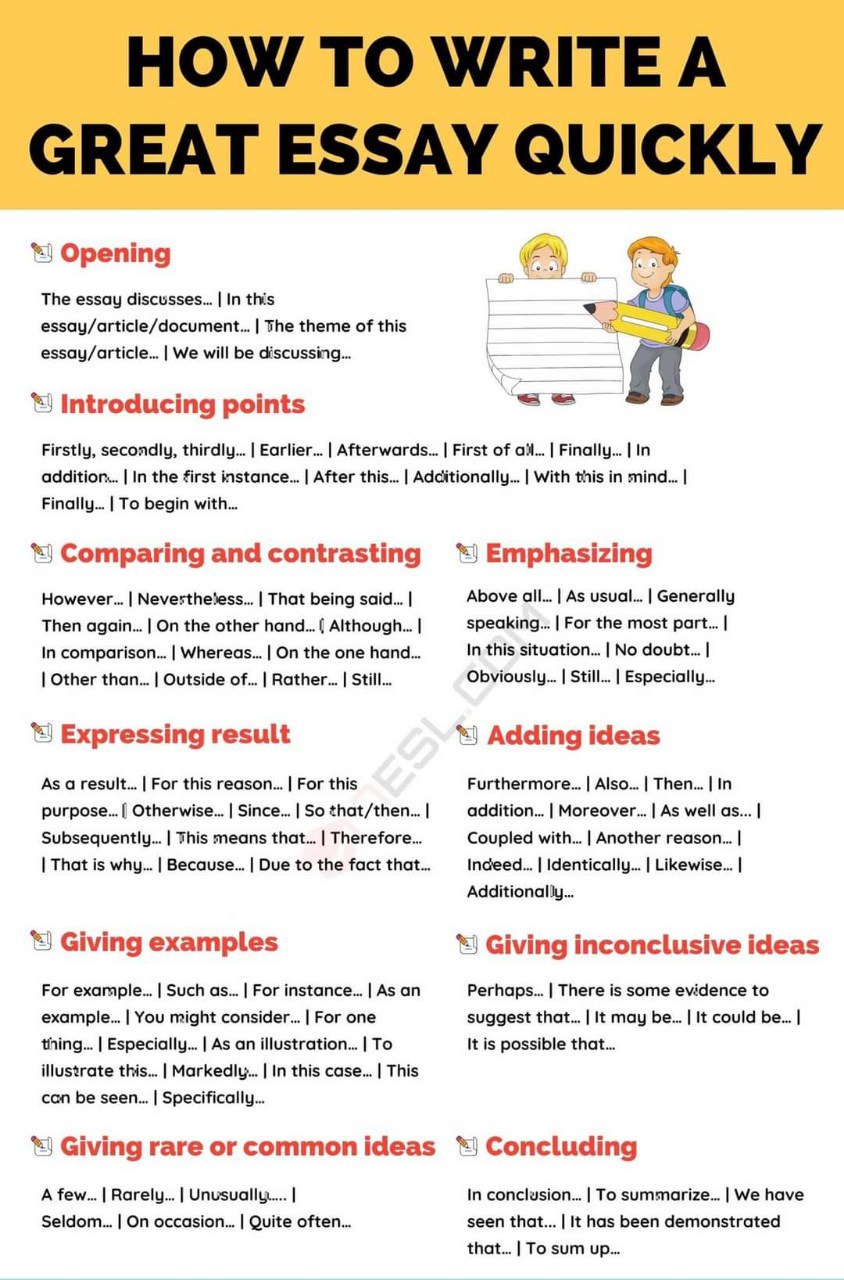 HOW TO WRITE A
GREAT ESSAY QUICKLY
Opening
The essay discusses... | In this
essay/article/document... | The theme of this
essay/article... | We will be discussing...
Introducing points
Firstly, secondly, thirdly... | Earlier... | Afterwards... | First of all... | Finally... | In
addition... | In the first instance... | After this... | Additionally... | With this in mind... |
Finally... | To begin with...
Comparing and contrasting
However... | Nevertheless... | That being said... |
Then again... | On the other hand... | Although... |
In comparison... | Whereas... | On the one hand...
| Other than... | Outside of... | Rather... | Still...
Emphasizing
Above all... | As usual... | Generally
speaking... | For the most part... |
In this situation... | No doubt... |
Obviously... | Still... | Especially...
Expressing result
As a result... | For this reason... | For this
purpose... | Otherwise... | Since... | So that/then... |
Subsequently... | This means that... | Therefore...
| That is why... | Because... | Due to the fact that...
Adding ideas
Furthermore... | Also... | Then... | In
addition... | Moreover... | As well as... |
Coupled with... | Another reason... |
Indeed... | Identically... | Likewise... |
Additionally...
Giving examples
For example... | Such as... | For instance... | As an
example... | You might consider... | For one
thing... | Especially... | As an illustration... | To
illustrate this... | Markedly... | In this case... | This
can be seen... | Specifically...
Giving inconclusive ideas
Perhaps... | There is some evidence to
suggest that... | It may be... | It could be... |
It is possible that...
Giving rare or common ideas
A few... | Rarely... | Unusually..... |
Seldom... | On occasion... | Quite often...
Concluding
In conclusion... | To summarize... | We have
seen that... | It has been demonstrated
that... | To sum up...
ESL.COM